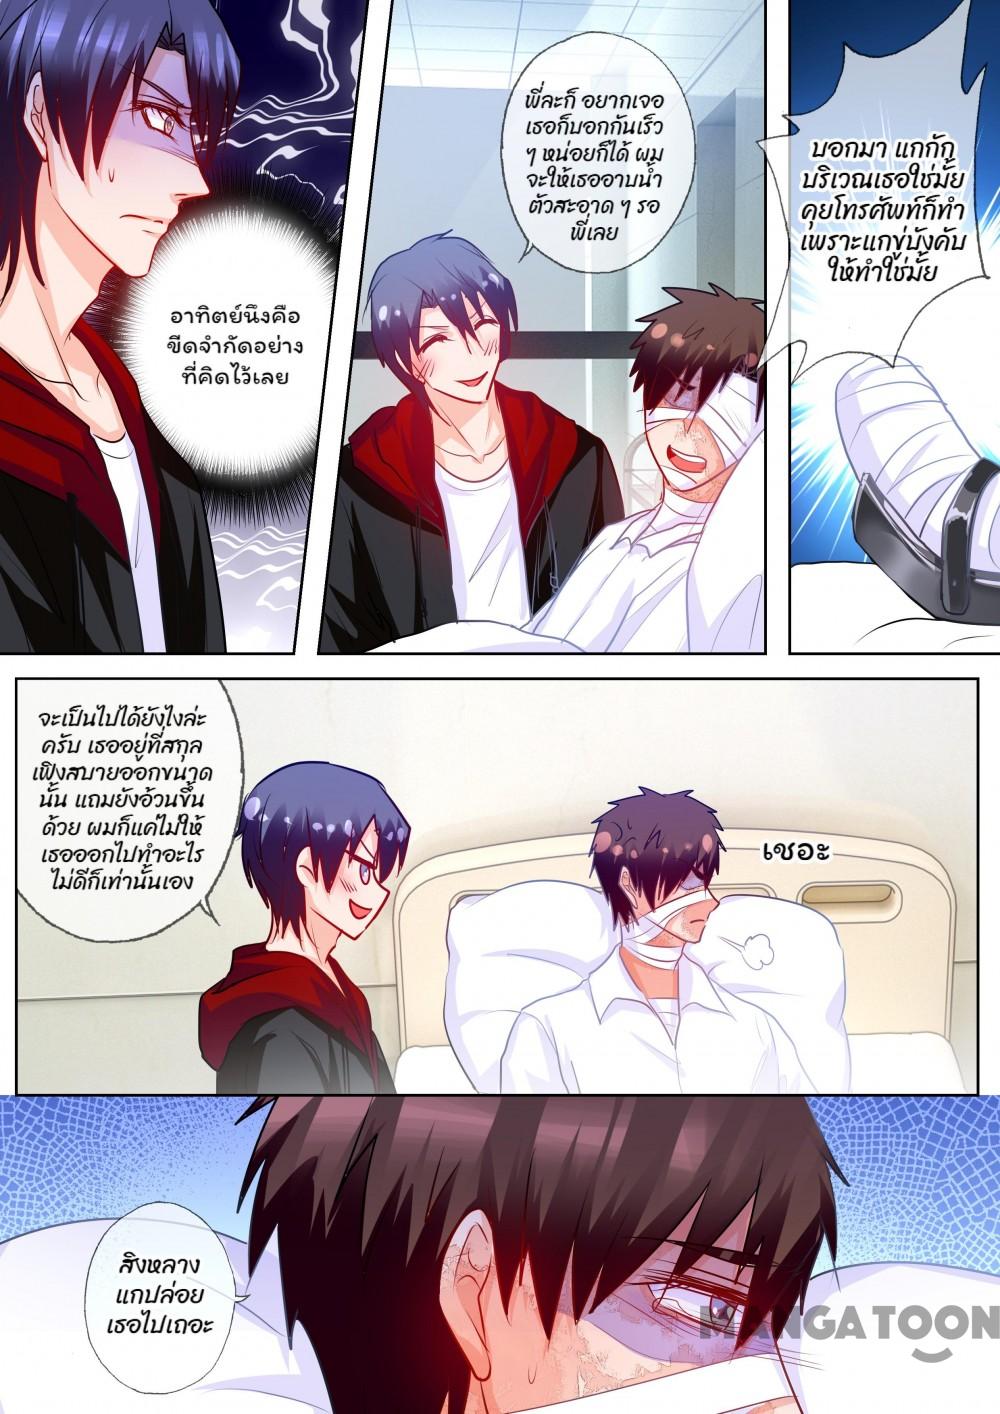 อาทิตย์นึงคือ
ขีดจำกัดอย่าง
ที่คิดไว้เลย
พี่ละก็ อยากเจอ
เธอก็บอกกันเร็ว
ๆ หน่อยก็ได้ ผม
จะให้เธออาบน้ำ
ตัวสะอาด ๆ รอ
พี่เลย
บอกมา แกกัก
บริเวณเธอใช่มั้ย
คุยโทรศัพท์ก็ทำ
เพราะแกขู่บังคับ
ให้ทำใช่มั้ย
จะเป็นไปได้ยังไงล่ะ
ครับ เธออยู่ที่สกุล
เฟิงสบายออกขนาด
นั้น แถมยังอ้วนขึ้น
ด้วย ผมก็แค่ไม่ให้
เธอออกไปทำอะไร
ไม่ดีก็เท่านั้นเอง
เชอะ
สิงหลาง
แกปล่อย
เธอไปเถอะ
MANGATOON